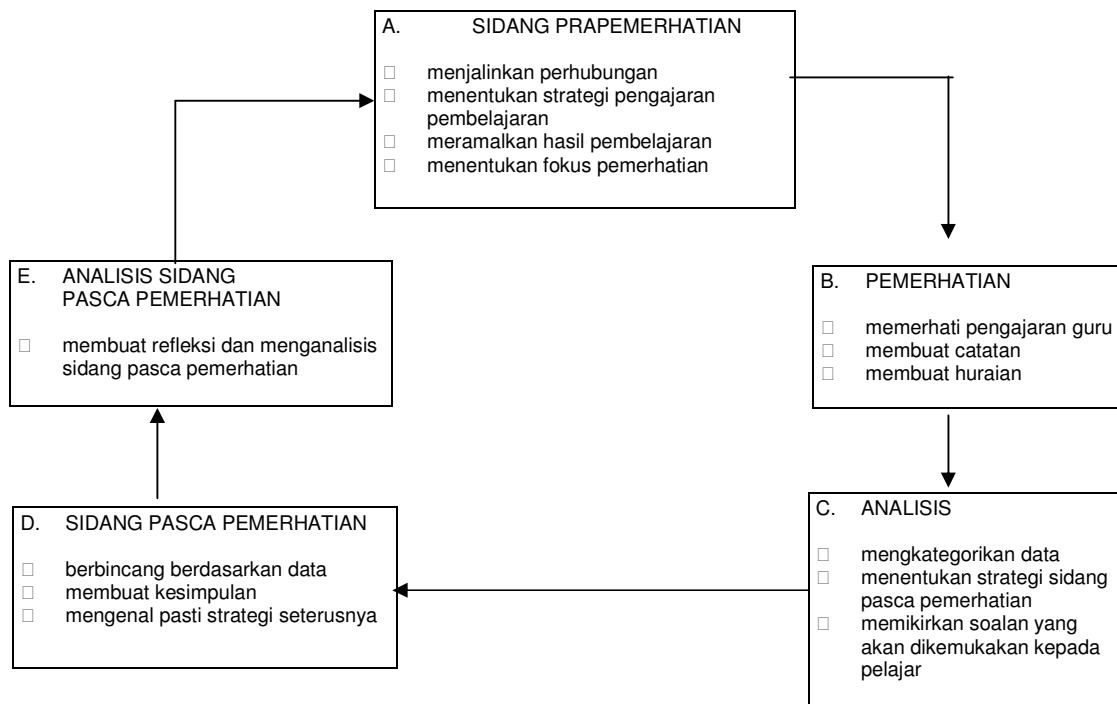 A. SIDANG PRAPEMERHATIAN
□ menjalinkan perhubungan
□ menentukan strategi pengajaran
pembelajaran
□ meramalkan hasil pembelajaran
□ menentukan fokus pemerhatian
B. PEMERHATIAN
□ memerhati pengajaran guru
□ membuat catatan
□ membuat huraian
C. ANALISIS
□ mengkategorikan data
□ menentukan strategi sidang
pasca pemerhatian
□ memikirkan soalan yang
akan dikemukakan kepada
pelajar
D. SIDANG PASCA PEMERHATIAN
□ berbincang berdasarkan data
□ membuat kesimpulan
□ mengenal pasti strategi seterusnya
E. ANALISIS SIDANG
PASCA PEMERHATIAN
□ membuat refleksi dan menganalisis
sidang pasca pemerhatian